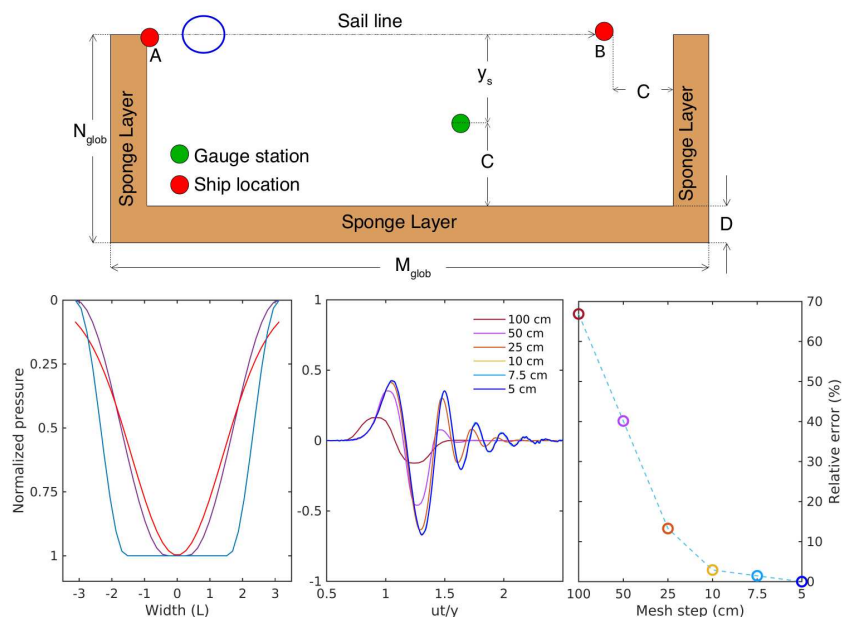 Sail line
A
B
y_s
C
N_glob
Sponge Layer
Gauge station
Ship location
C
Sponge Layer
Sponge Layer
D
M_glob
0
0.25
0.5
0.75
1
Normalized pressure
-3 -2 -1 0 1 2 3
Width (L)
1
0.5
0
-0.5
-1
100 cm
50 cm
25 cm
10 cm
7.5 cm
5 cm
0.5 1 1.5 2
ut/y
70
60
50
40
30
20
10
0
Relative error (%)
100 50 25 10 7.5 5
Mesh step (cm)